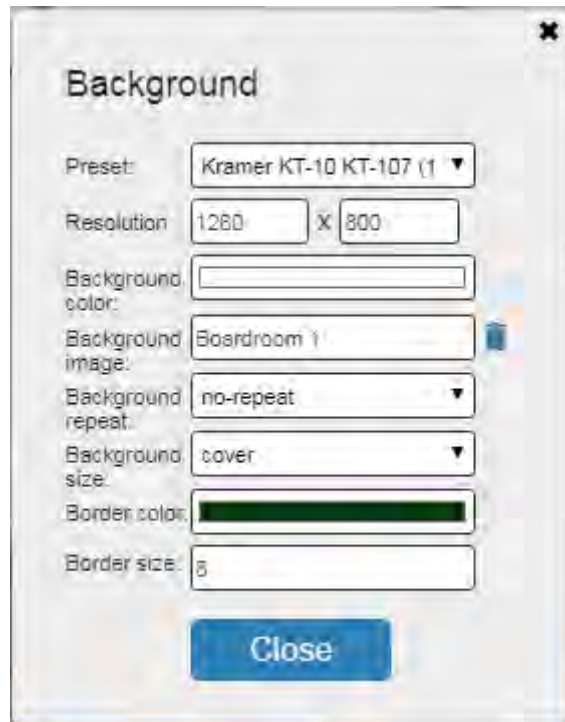 Background
Preset: Kramer KT-10 KT-107 (1
Resolution 1280 X 800
Background color:
Background image: Boardroom 1
Background repeat: no-repeat
Background size: cover
Border color:
Border size: 8
Close